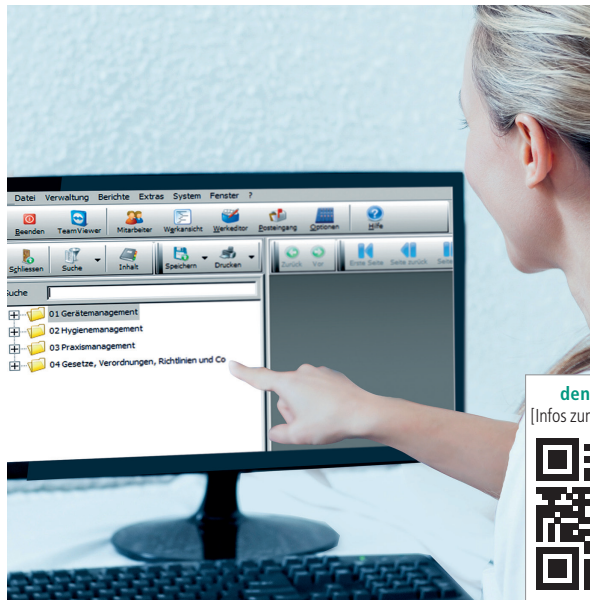 Datei Verwaltung Berichte Extras System Fenster ?
Beenden TeamViewer Mitarbeiter Werkansicht Werkeditor Posteingang Optionen Hilfe
Schliessen Suche Inhalt Speichern Drucken Zurück Vor Erste Seite Seite zurück Seite
Suche
01 Gerätemanagement
02 Hygienemanagement
03 Praxismanagement
04 Gesetze, Verordnungen, Richtlinien und Co
den
[Infos zur